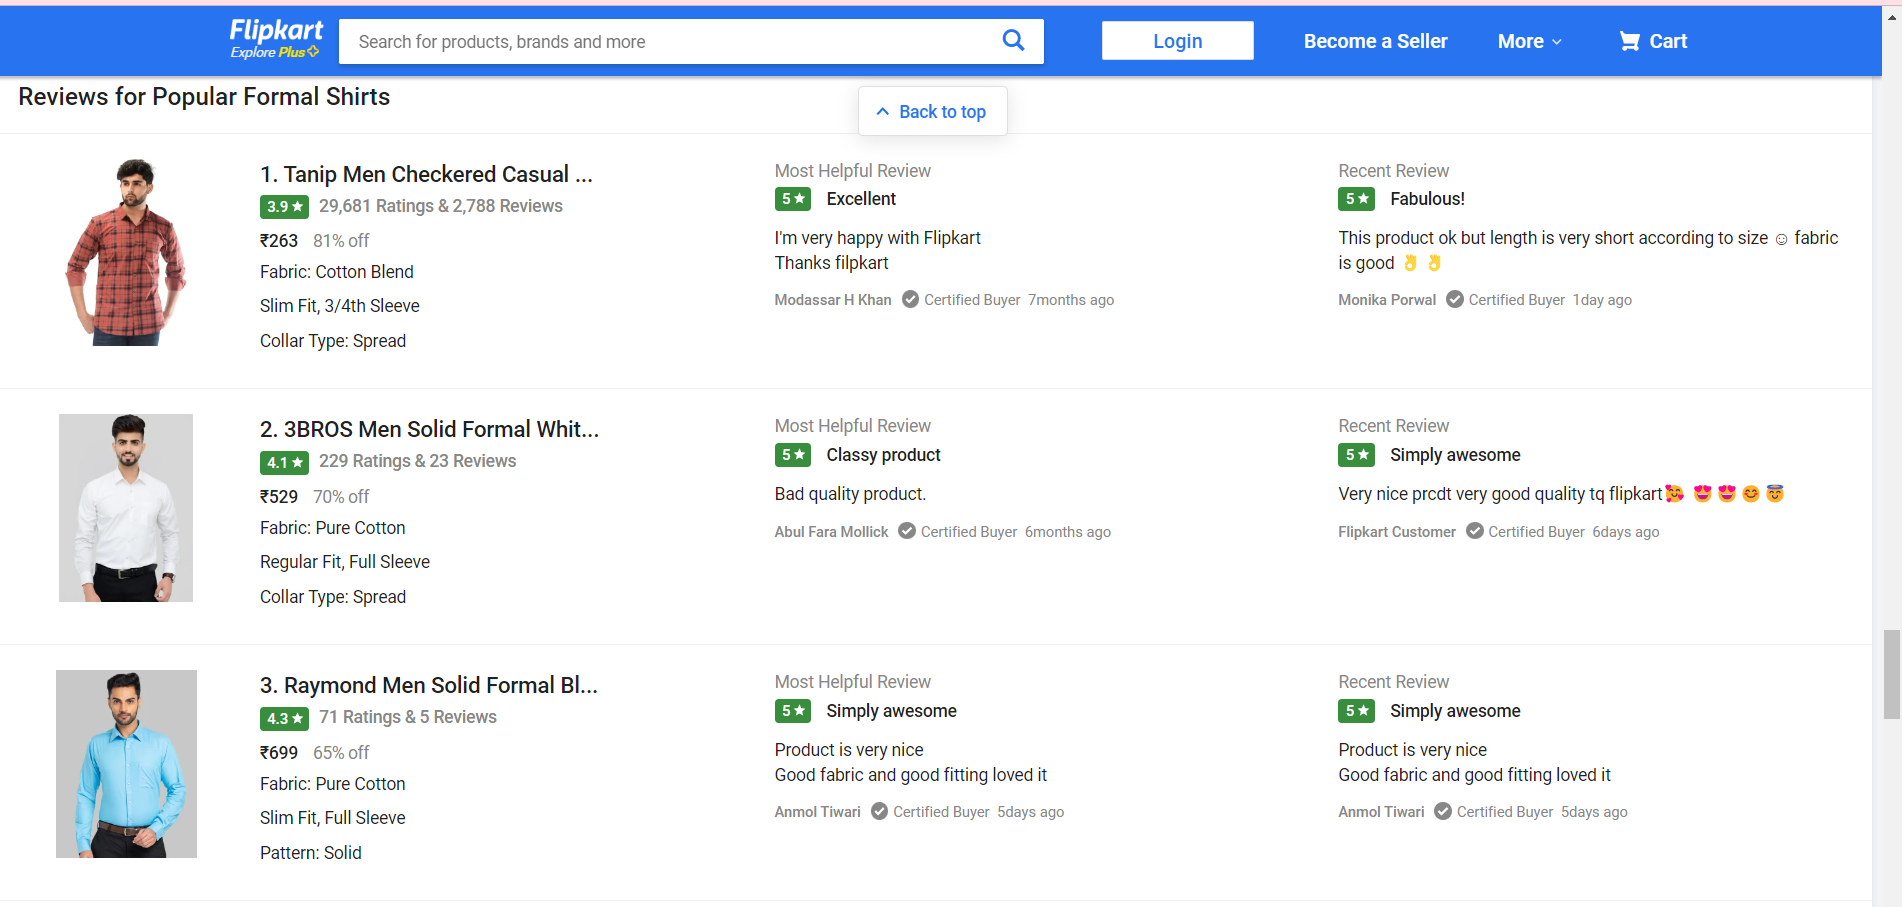 Flipkart
Explore Plus
Search for products, brands and more
Login
Become a Seller
More
Cart
Reviews for Popular Formal Shirts
Back to top
1. Tanip Men Checkered Casual ...
3.9★ 29,681 Ratings & 2,788 Reviews
₹263 81% off
Fabric: Cotton Blend
Slim Fit, 3/4th Sleeve
Collar Type: Spread
Most Helpful Review
5★ Excellent
I'm very happy with Flipkart
Thanks filpkart
Modassar H Khan Certified Buyer 7months ago
Recent Review
5★ Fabulous!
This product ok but length is very short according to size ☺ fabric
is good 👌 👌
Monika Porwal Certified Buyer 1day ago
2. 3BROS Men Solid Formal Whit...
4.1★ 229 Ratings & 23 Reviews
₹529 70% off
Fabric: Pure Cotton
Regular Fit, Full Sleeve
Collar Type: Spread
Most Helpful Review
5★ Classy product
Bad quality product.
Abul Fara Mollick Certified Buyer 6months ago
Recent Review
5★ Simply awesome
Very nice prcdt very good quality tq flipkart🥰 😍 😍 😊 😇
Flipkart Customer Certified Buyer 6days ago
3. Raymond Men Solid Formal Bl...
4.3★ 71 Ratings & 5 Reviews
₹699 65% off
Fabric: Pure Cotton
Slim Fit, Full Sleeve
Pattern: Solid
Most Helpful Review
5★ Simply awesome
Product is very nice
Good fabric and good fitting loved it
Anmol Tiwari Certified Buyer 5days ago
Recent Review
5★ Simply awesome
Product is very nice
Good fabric and good fitting loved it
Anmol Tiwari Certified Buyer 5days ago